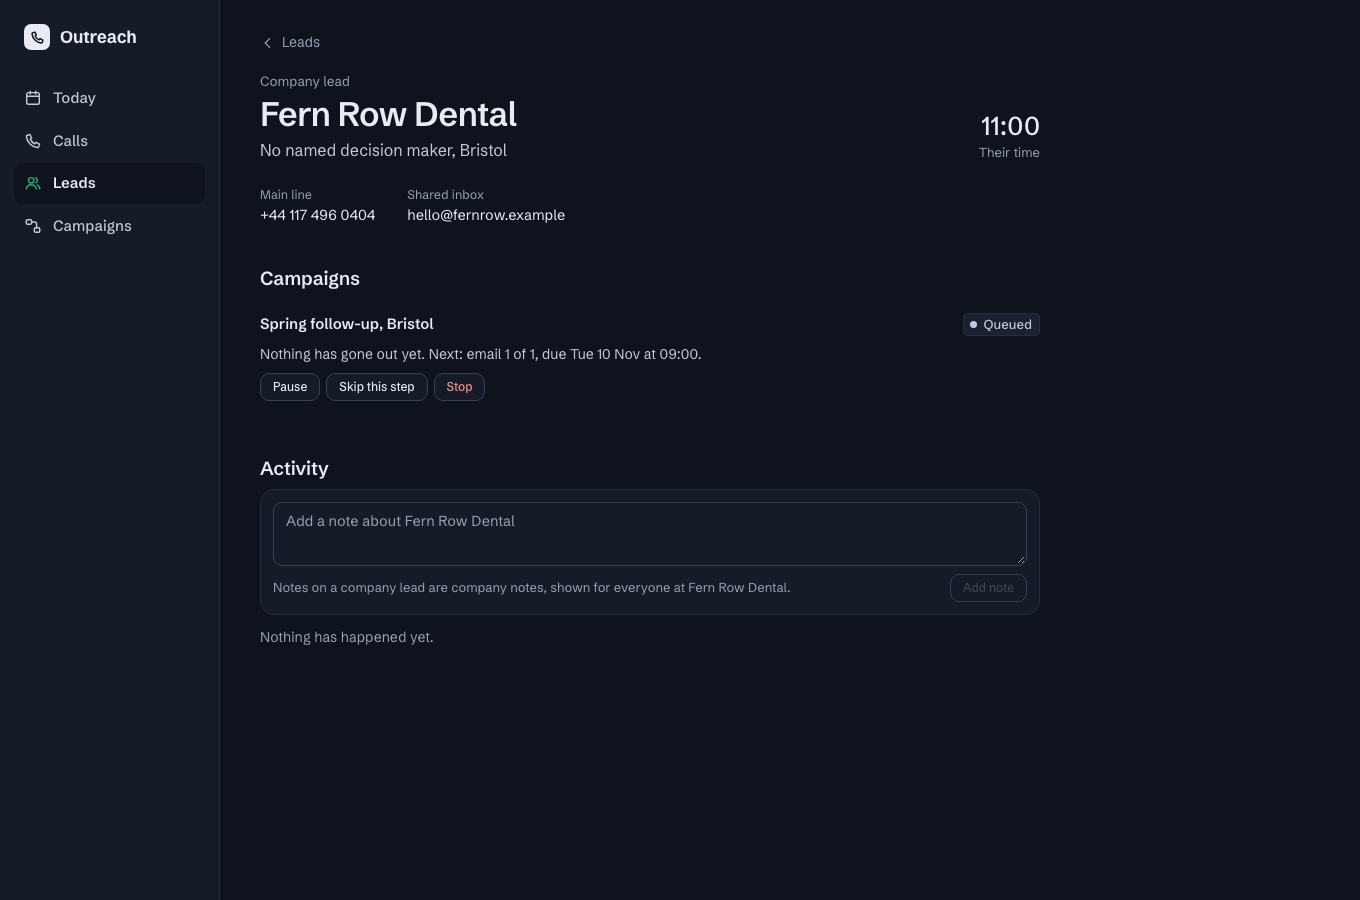 Outreach
Today
Calls
Leads
Campaigns
Leads
Company lead
Fern Row Dental
No named decision maker, Bristol
11:00
Their time
Main line
+44 117 496 0404
Shared inbox
hello@fernrow.example
Campaigns
Spring follow-up, Bristol
Queued
Nothing has gone out yet. Next: email 1 of 1, due Tue 10 Nov at 09:00.
Pause
Skip this step
Stop
Activity
Add a note about Fern Row Dental
Notes on a company lead are company notes, shown for everyone at Fern Row Dental.
Add note
Nothing has happened yet.